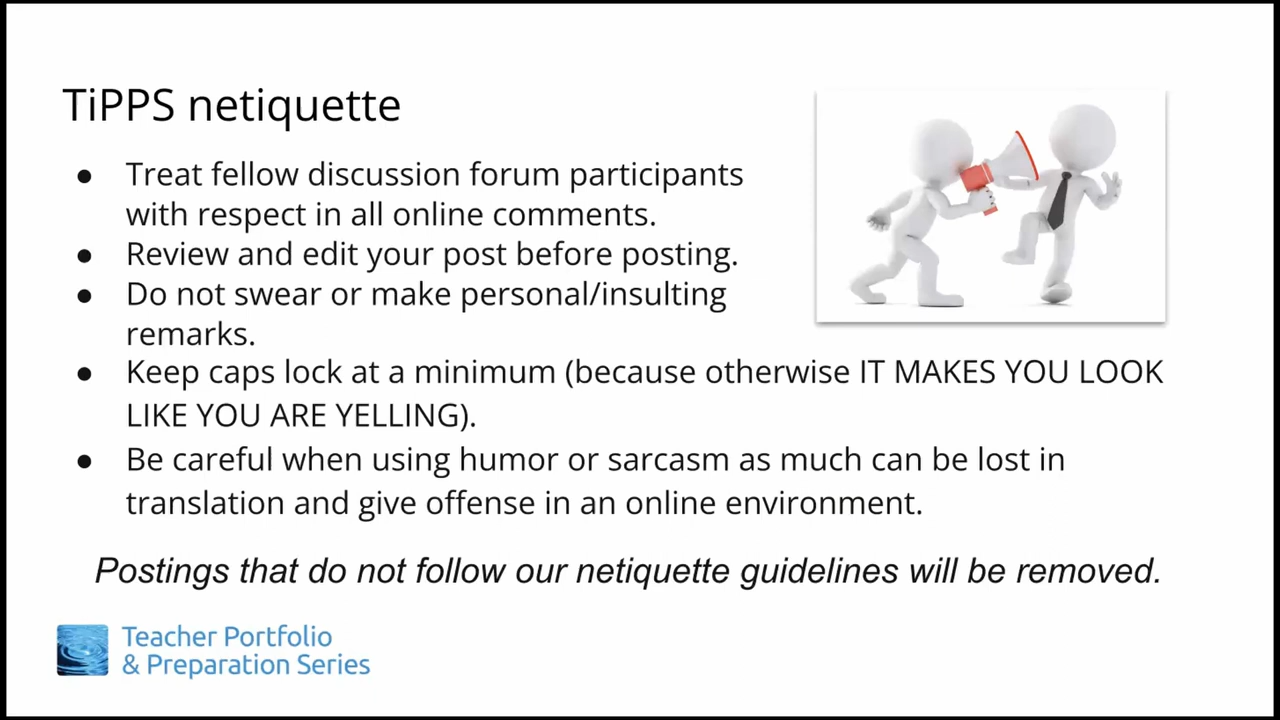 TiPPS netiquette
● Treat fellow discussion forum participants
with respect in all online comments.
● Review and edit your post before posting.
● Do not swear or make personal/insulting
remarks.
● Keep caps lock at a minimum (because otherwise IT MAKES YOU LOOK
LIKE YOU ARE YELLING).
● Be careful when using humor or sarcasm as much can be lost in
translation and give offense in an online environment.
Postings that do not follow our netiquette guidelines will be removed.
Teacher Portfolio
& Preparation Series